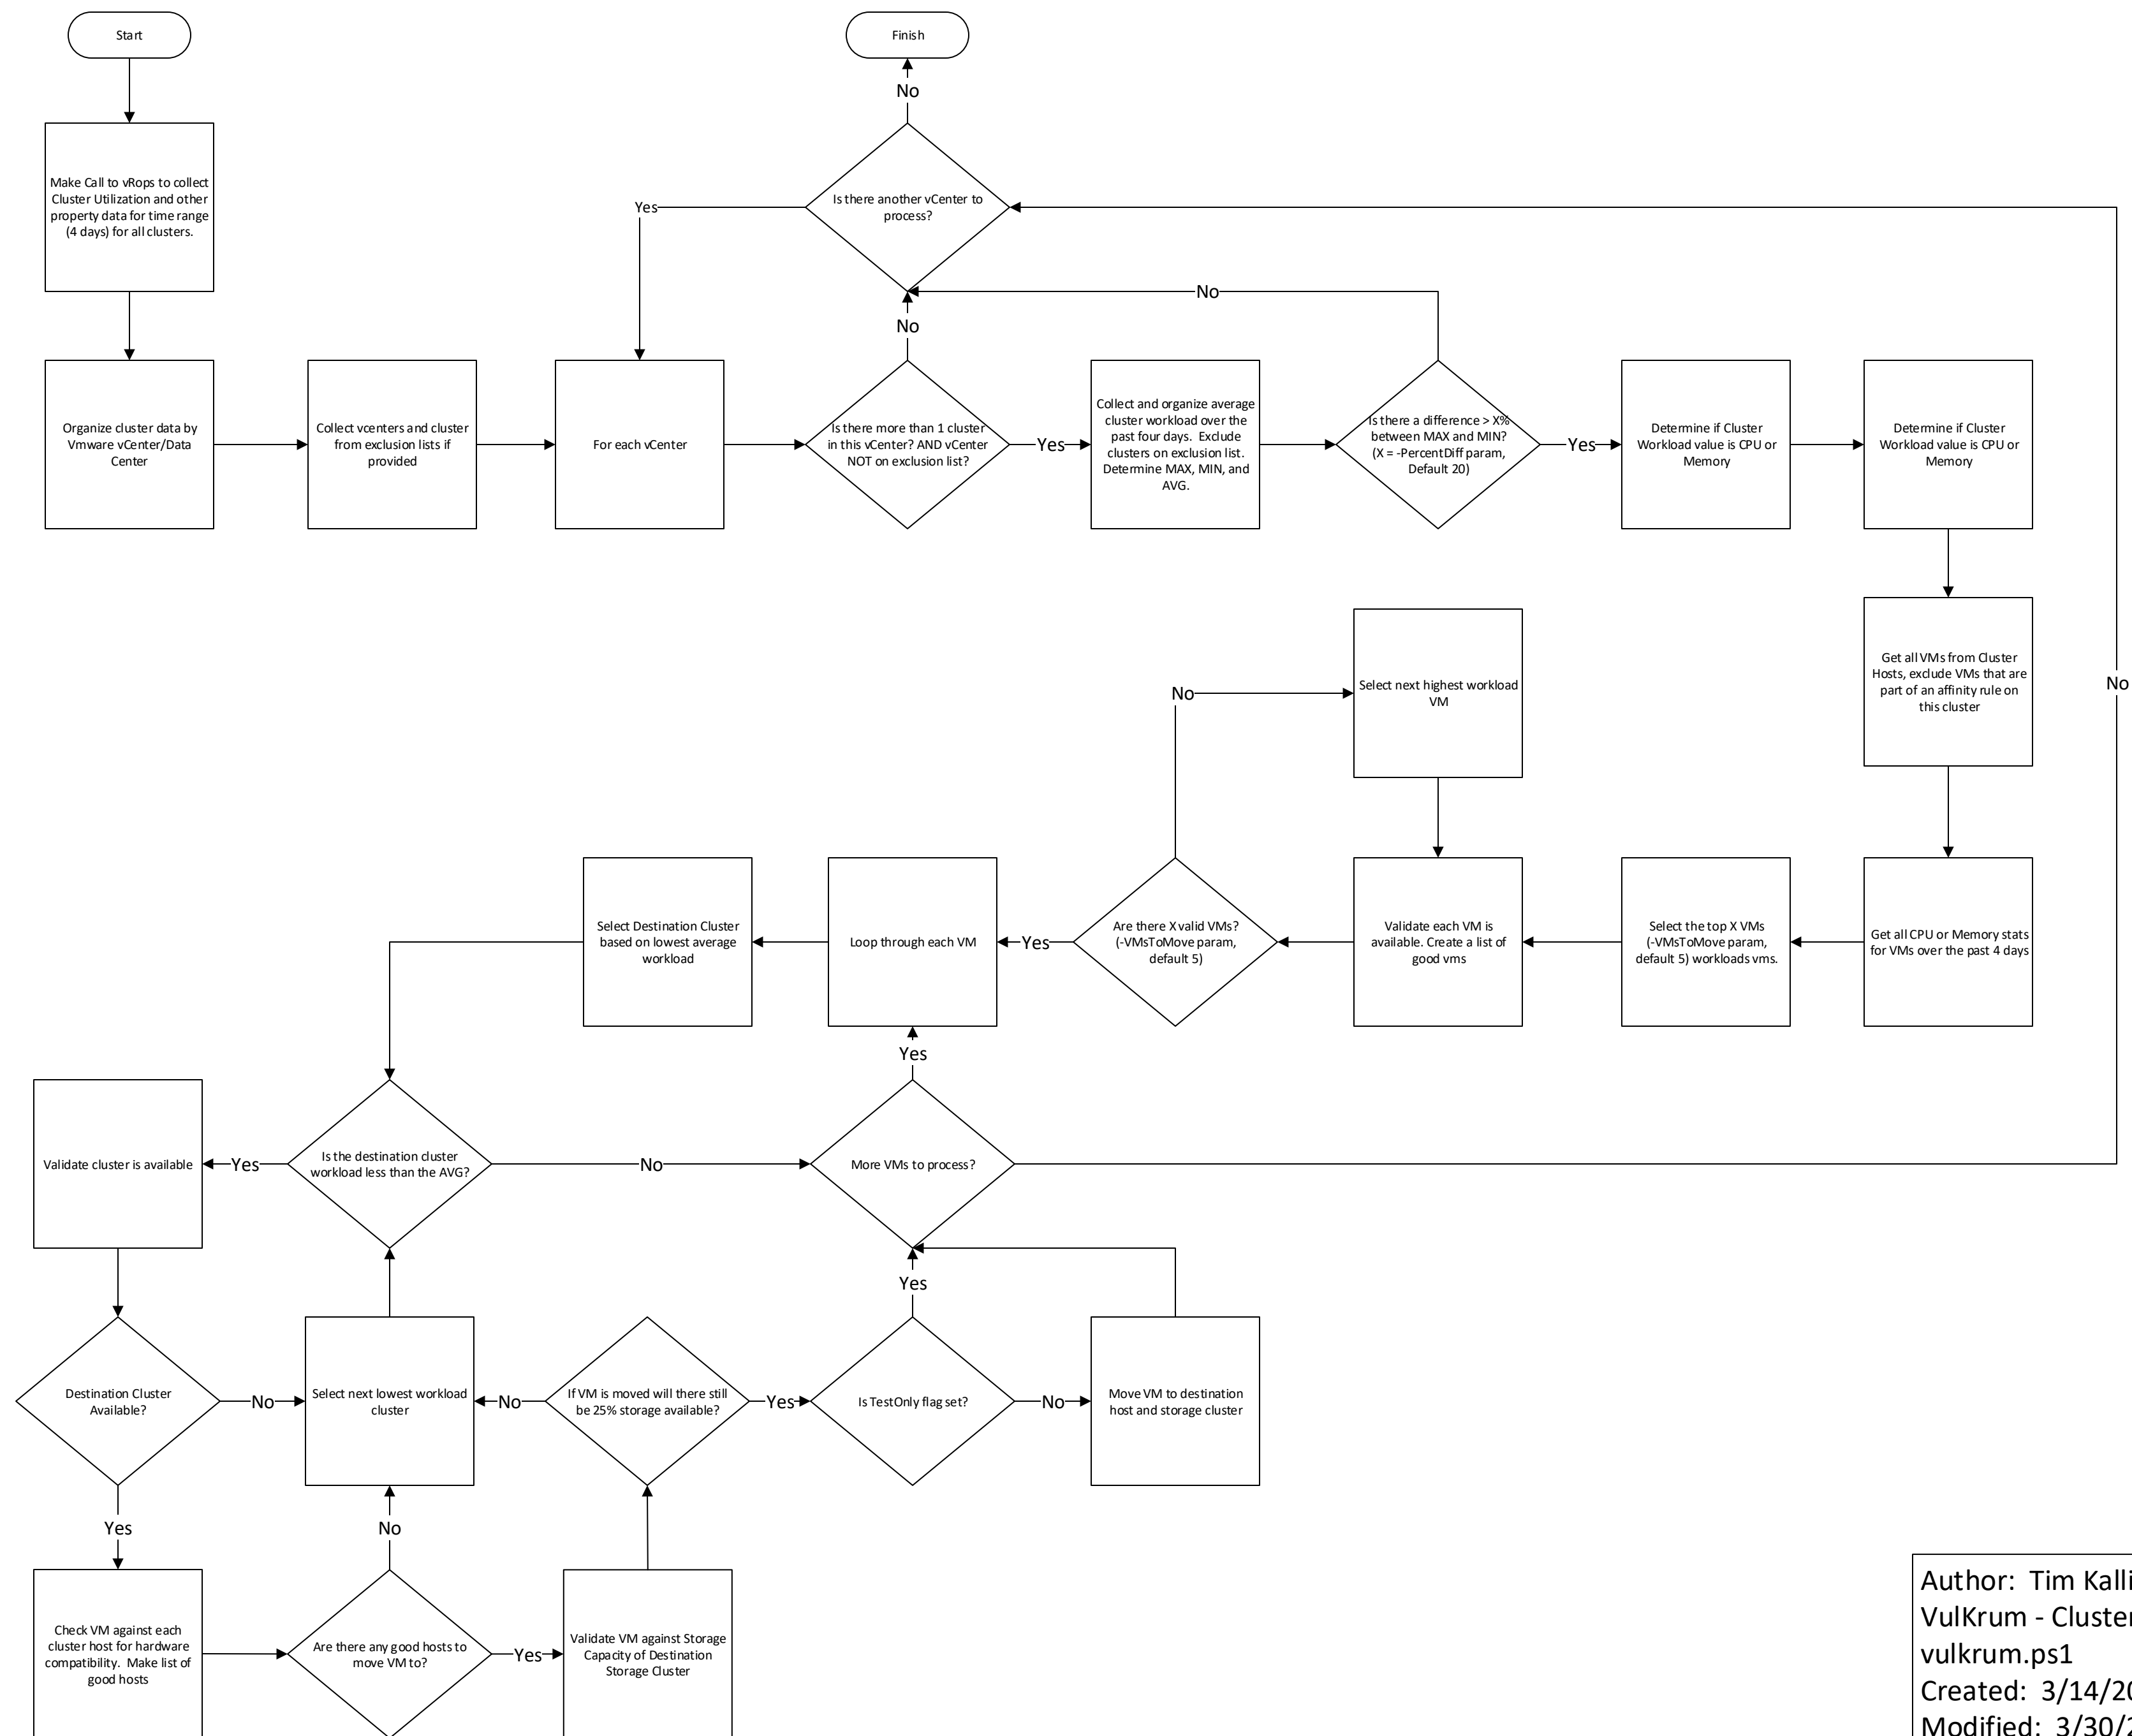 Start
Finish
No
Make Call to vRops to collect
Cluster Utilization and other
property data for time range
(4 days) for all clusters.
Is there another vCenter to
process?
Yes
No
No
Organize cluster data by
Vmware vCenter/Data
Center
Collect vcenters and cluster
from exclusion lists if
provided
For each vCenter
Is there more than 1 cluster
in this vCenter? AND vCenter
NOT on exclusion list?
Yes
Collect and organize average
cluster workload over the
past four days.  Exclude
clusters on exclusion list.
Determine MAX, MIN, and
AVG.
Is there a difference > X%
between MAX and MIN?
(X = -PercentDiff param,
Default 20)
Yes
Determine if Cluster
Workload value is CPU or
Memory
Determine if Cluster
Workload value is CPU or
Memory
Get all VMs from Cluster
Hosts, exclude VMs that are
part of an affinity rule on
this cluster
No
No
Select next highest workload
VM
Select Destination Cluster
based on lowest average
workload
Loop through each VM
Yes
Are there X valid VMs?
(-VMsToMove param,
default 5)
Validate each VM is
available. Create a list of
good vms
Select the top X VMs
(-VMsToMove param,
default 5) workloads vms.
Get all CPU or Memory stats
for VMs over the past 4 days
Yes
Validate cluster is available
Yes
Is the destination cluster
workload less than the AVG?
No
More VMs to process?
Yes
Destination Cluster
Available?
No
Select next lowest workload
cluster
No
If VM is moved will there still
be 25% storage available?
Yes
Is TestOnly flag set?
No
Move VM to destination
host and storage cluster
Yes
No
Check VM against each
cluster host for hardware
compatibility.  Make list of
good hosts
Are there any good hosts to
move VM to?
Yes
Validate VM against Storage
Capacity of Destination
Storage Cluster
Author:  Tim
VulKrum - Cluster
vulkrum.ps1
Created:
Modified: